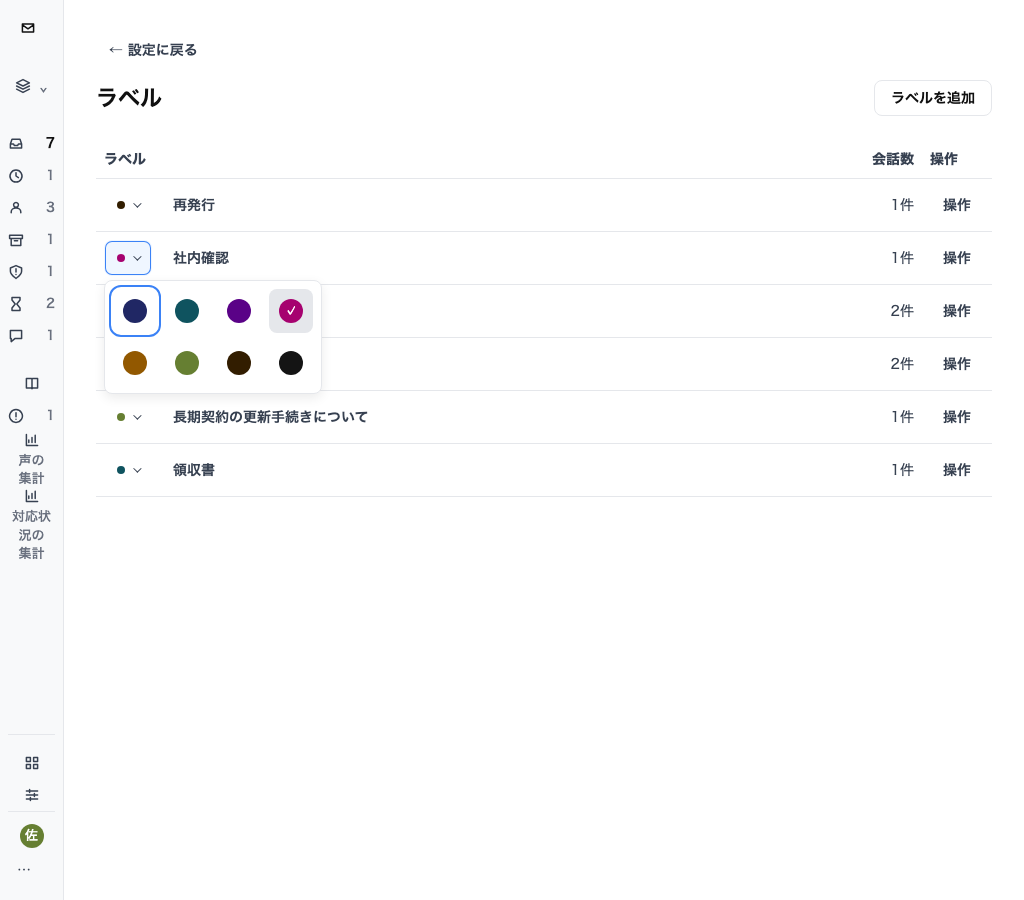 ← 設定に戻る
ラベル
ラベルを追加
ラベル 会話数 操作
再発行 1件 操作
社内確認 1件 操作
2件 操作
2件 操作
長期契約の更新手続きについて 1件 操作
領収書 1件 操作
7
1
3
1
1
2
1
1
声の
集計
対応状
況の
集計
佐
…